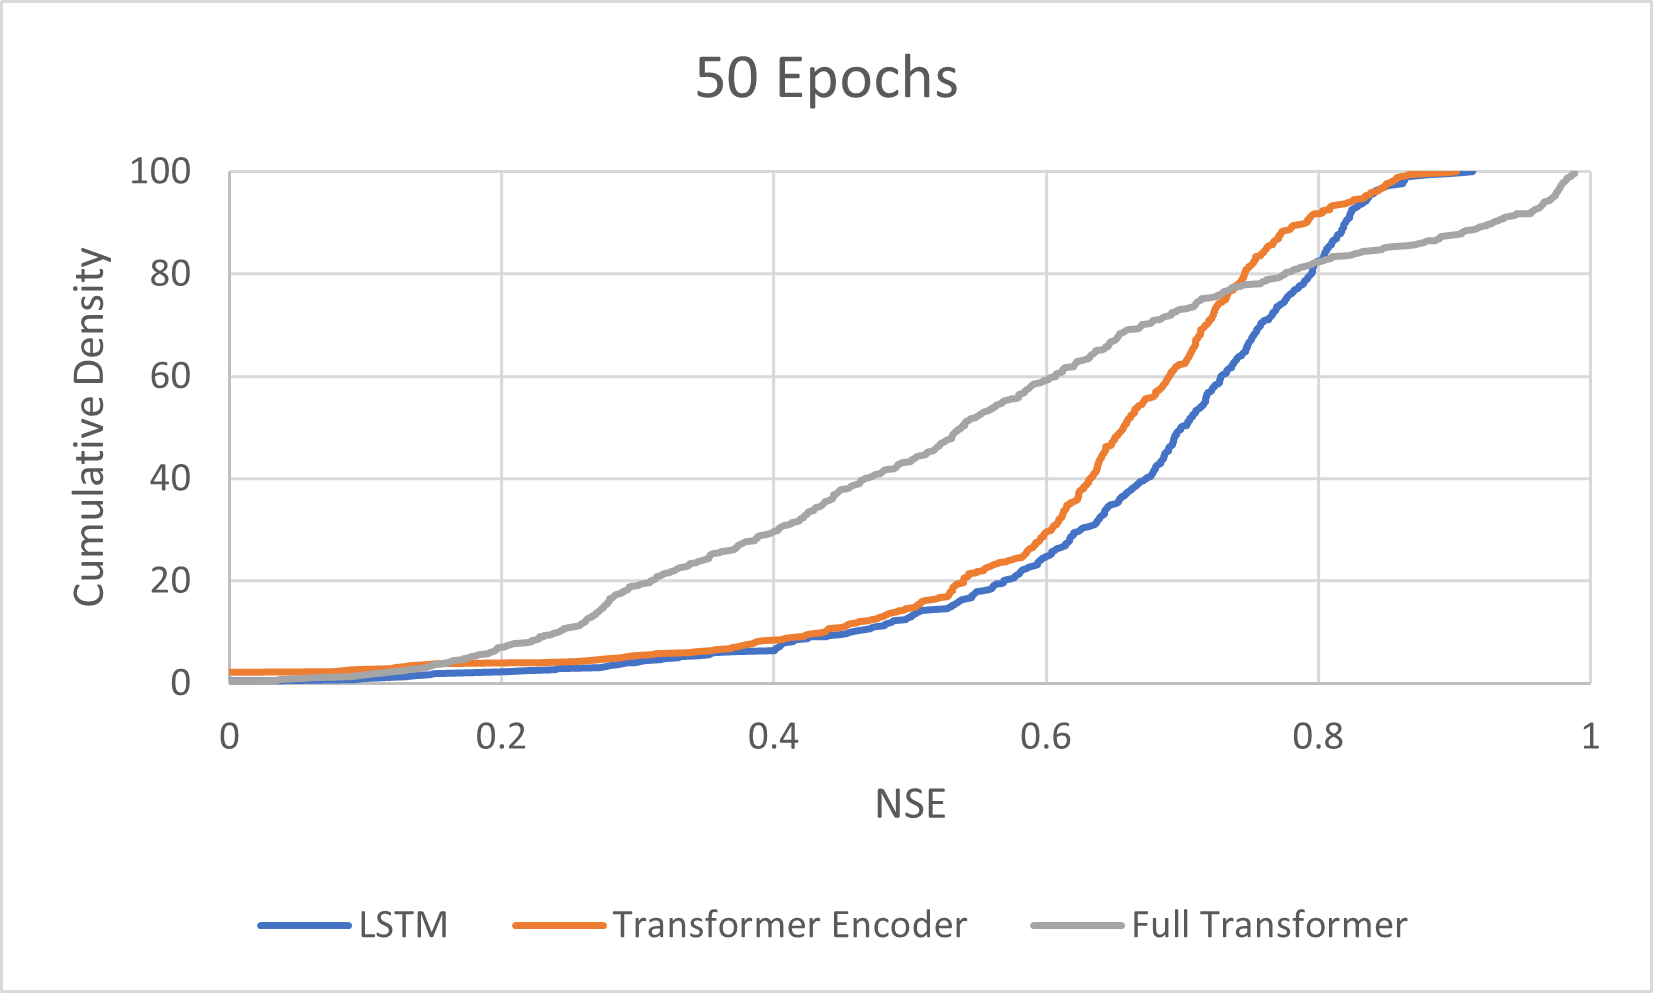 50 Epochs
100
80
60
40
20
0
Cumulative Density
0 0.2 0.4 0.6 0.8 1
NSE
LSTM Transformer Encoder Full Transformer